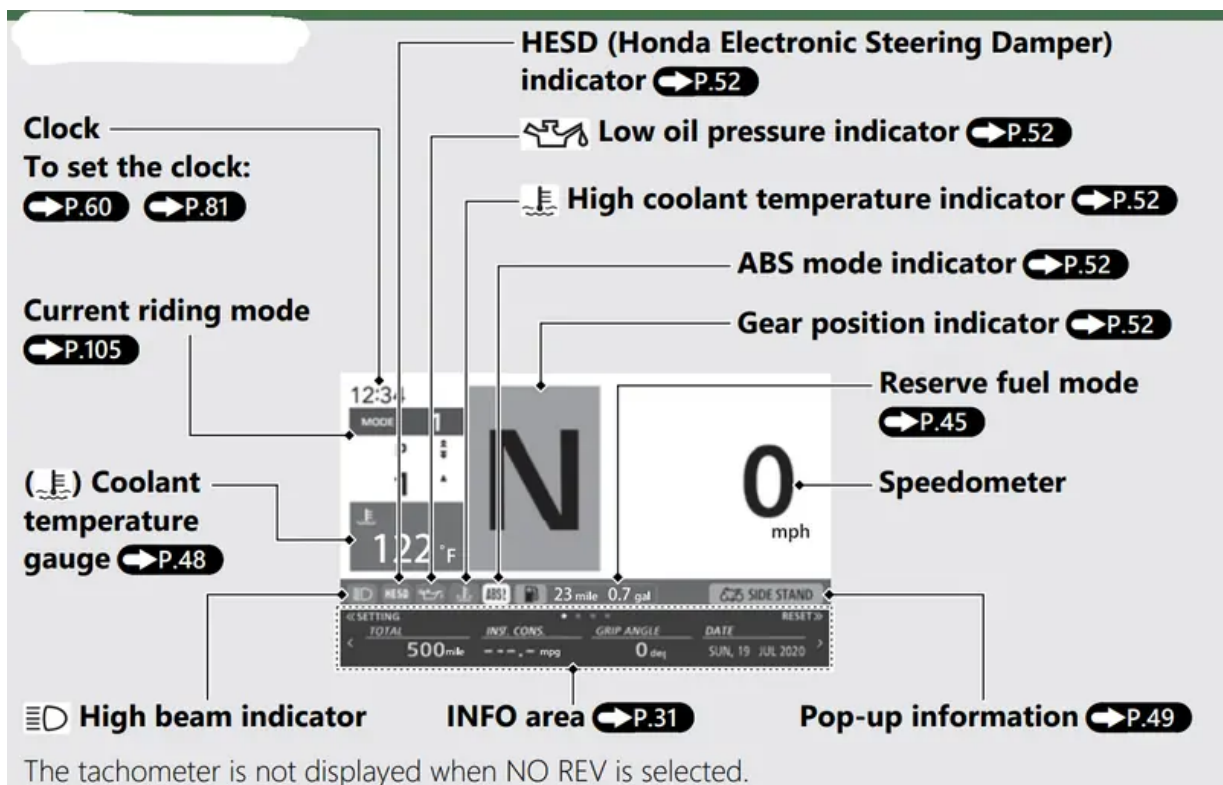 HESD (Honda Electronic Steering Damper)
indicator P.52
Low oil pressure indicator P.52
Clock
To set the clock:
P.60 P.81
High coolant temperature indicator P.52
ABS mode indicator P.52
Current riding mode
P.105
Gear position indicator P.52
Reserve fuel mode
P.45
12:34
MODE 1
P
1
N
0
mph
Speedometer
( ) Coolant
temperature
gauge P.48
122 °F
HESD ABS 23 mile 0.7 gal SIDE STAND
«SETTING RESET»
TOTAL INST. CONS. GRIP ANGLE DATE
500 mile ---.- mpg 0 deg SUN, 19 JUL 2020
High beam indicator INFO area P.31 Pop-up information P.49
The tachometer is not displayed when NO REV is selected.